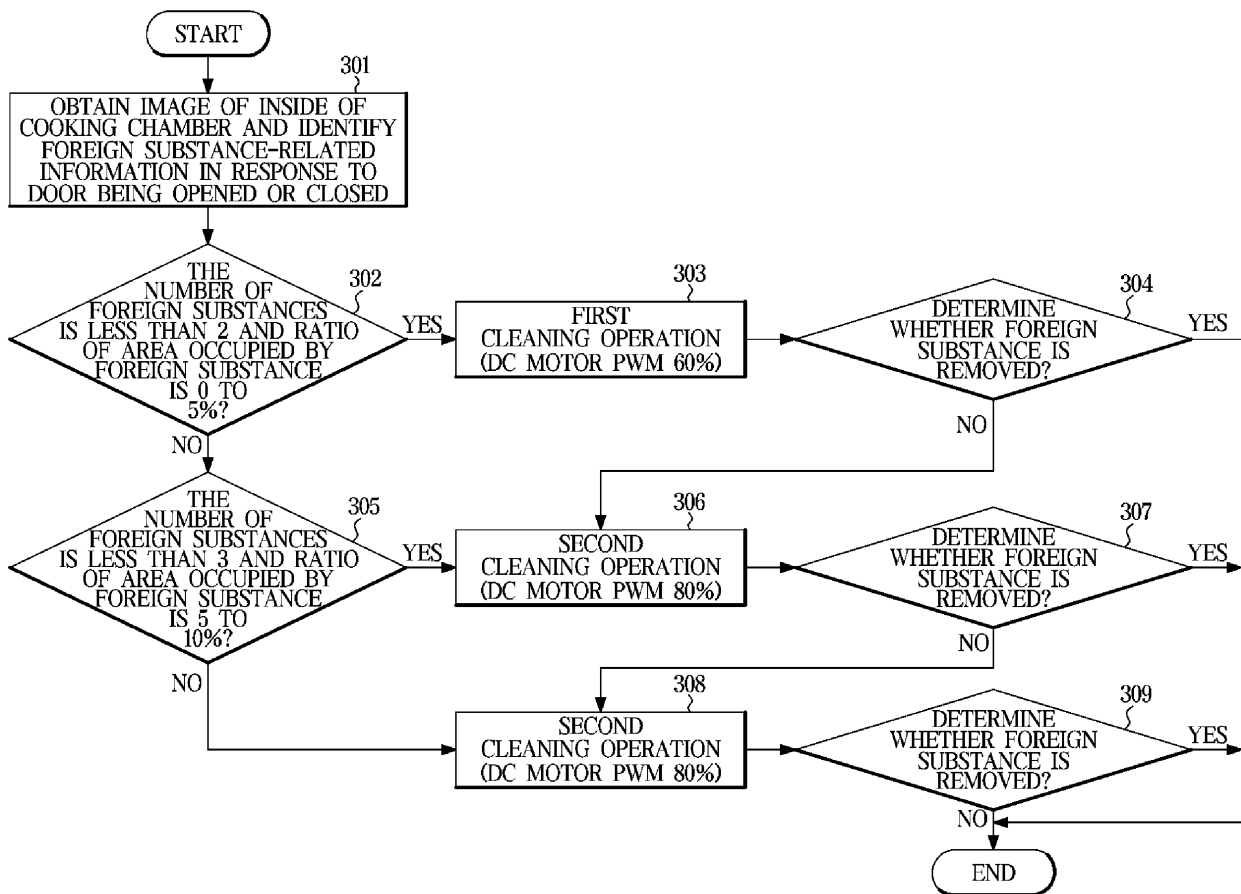 START
301
OBTAIN IMAGE OF INSIDE OF
COOKING CHAMBER AND IDENTIFY
FOREIGN SUBSTANCE-RELATED
INFORMATION IN RESPONSE TO
DOOR BEING OPENED OR CLOSED
302
THE
NUMBER OF
FOREIGN SUBSTANCES
IS LESS THAN 2 AND RATIO
OF AREA OCCUPIED BY
FOREIGN SUBSTANCE
IS 0 TO
5%?
YES
NO
303
FIRST
CLEANING OPERATION
(DC MOTOR PWM 60%)
304
DETERMINE
WHETHER FOREIGN
SUBSTANCE IS
REMOVED?
YES
NO
305
THE
NUMBER OF
FOREIGN SUBSTANCES
IS LESS THAN 3 AND RATIO
OF AREA OCCUPIED BY
FOREIGN SUBSTANCE
IS 5 TO
10%?
YES
NO
306
SECOND
CLEANING OPERATION
(DC MOTOR PWM 80%)
307
DETERMINE
WHETHER FOREIGN
SUBSTANCE IS
REMOVED?
YES
NO
308
SECOND
CLEANING OPERATION
(DC MOTOR PWM 80%)
309
DETERMINE
WHETHER FOREIGN
SUBSTANCE IS
REMOVED?
YES
NO
END